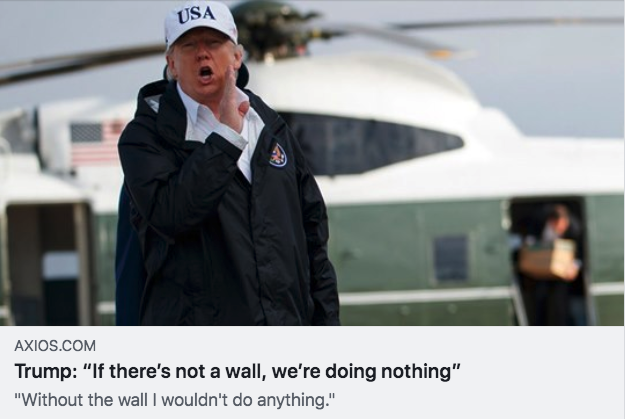 USA
AXIOS.COM
Trump: “If there’s not a wall, we’re doing nothing”
"Without the wall I wouldn't do anything."